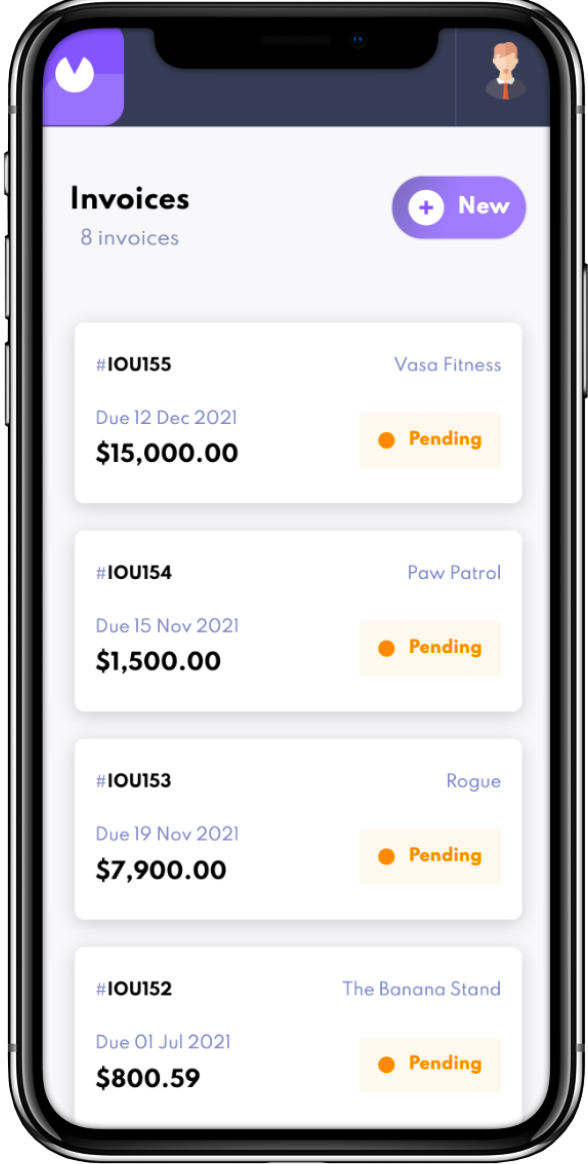 Invoices
New
8 invoices
#IOU155
Vasa Fitness
Due 12 Dec 2021
$15,000.00
Pending
#IOU154
Paw Patrol
Due 15 Nov 2021
$1,500.00
Pending
#IOU153
Rogue
Due 19 Nov 2021
$7,900.00
Pending
#IOU152
The Banana Stand
Due 01 Jul 2021
$800.59
Pending